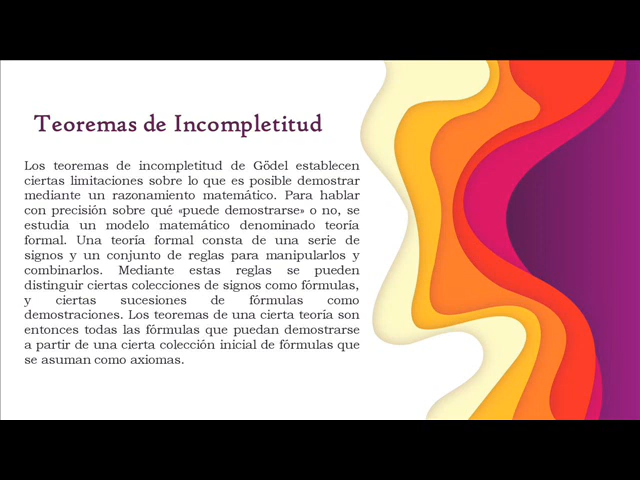 Teoremas de Incompletitud
Los teoremas de incompletitud de Gödel establecen
ciertas limitaciones sobre lo que es posible demostrar
mediante un razonamiento matemático. Para hablar
con precisión sobre qué «puede demostrarse» o no, se
estudia un modelo matemático denominado teoría
formal. Una teoría formal consta de una serie de
signos y un conjunto de reglas para manipularlos y
combinarlos. Mediante estas reglas se pueden
distinguir ciertas colecciones de signos como fórmulas,
y ciertas sucesiones de fórmulas como
demostraciones. Los teoremas de una cierta teoría son
entonces todas las fórmulas que puedan demostrarse
a partir de una cierta colección inicial de fórmulas que
se asuman como axiomas.